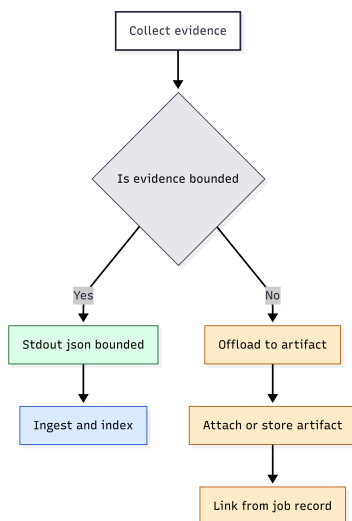 Collect evidence
Is evidence bounded
Yes
No
Stdout json bounded
Offload to artifact
Ingest and index
Attach or store artifact
Link from job record